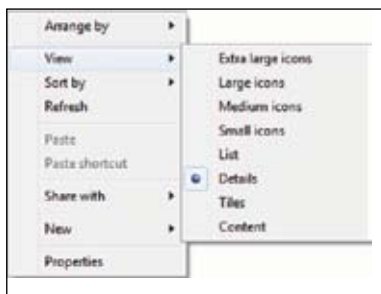 Arrange by
View
Sort by
Refresh
Paste
Paste shortcut
Share with
New
Properties
Extra large icons
Large icons
Medium icons
Small icons
List
Details
Tiles
Content